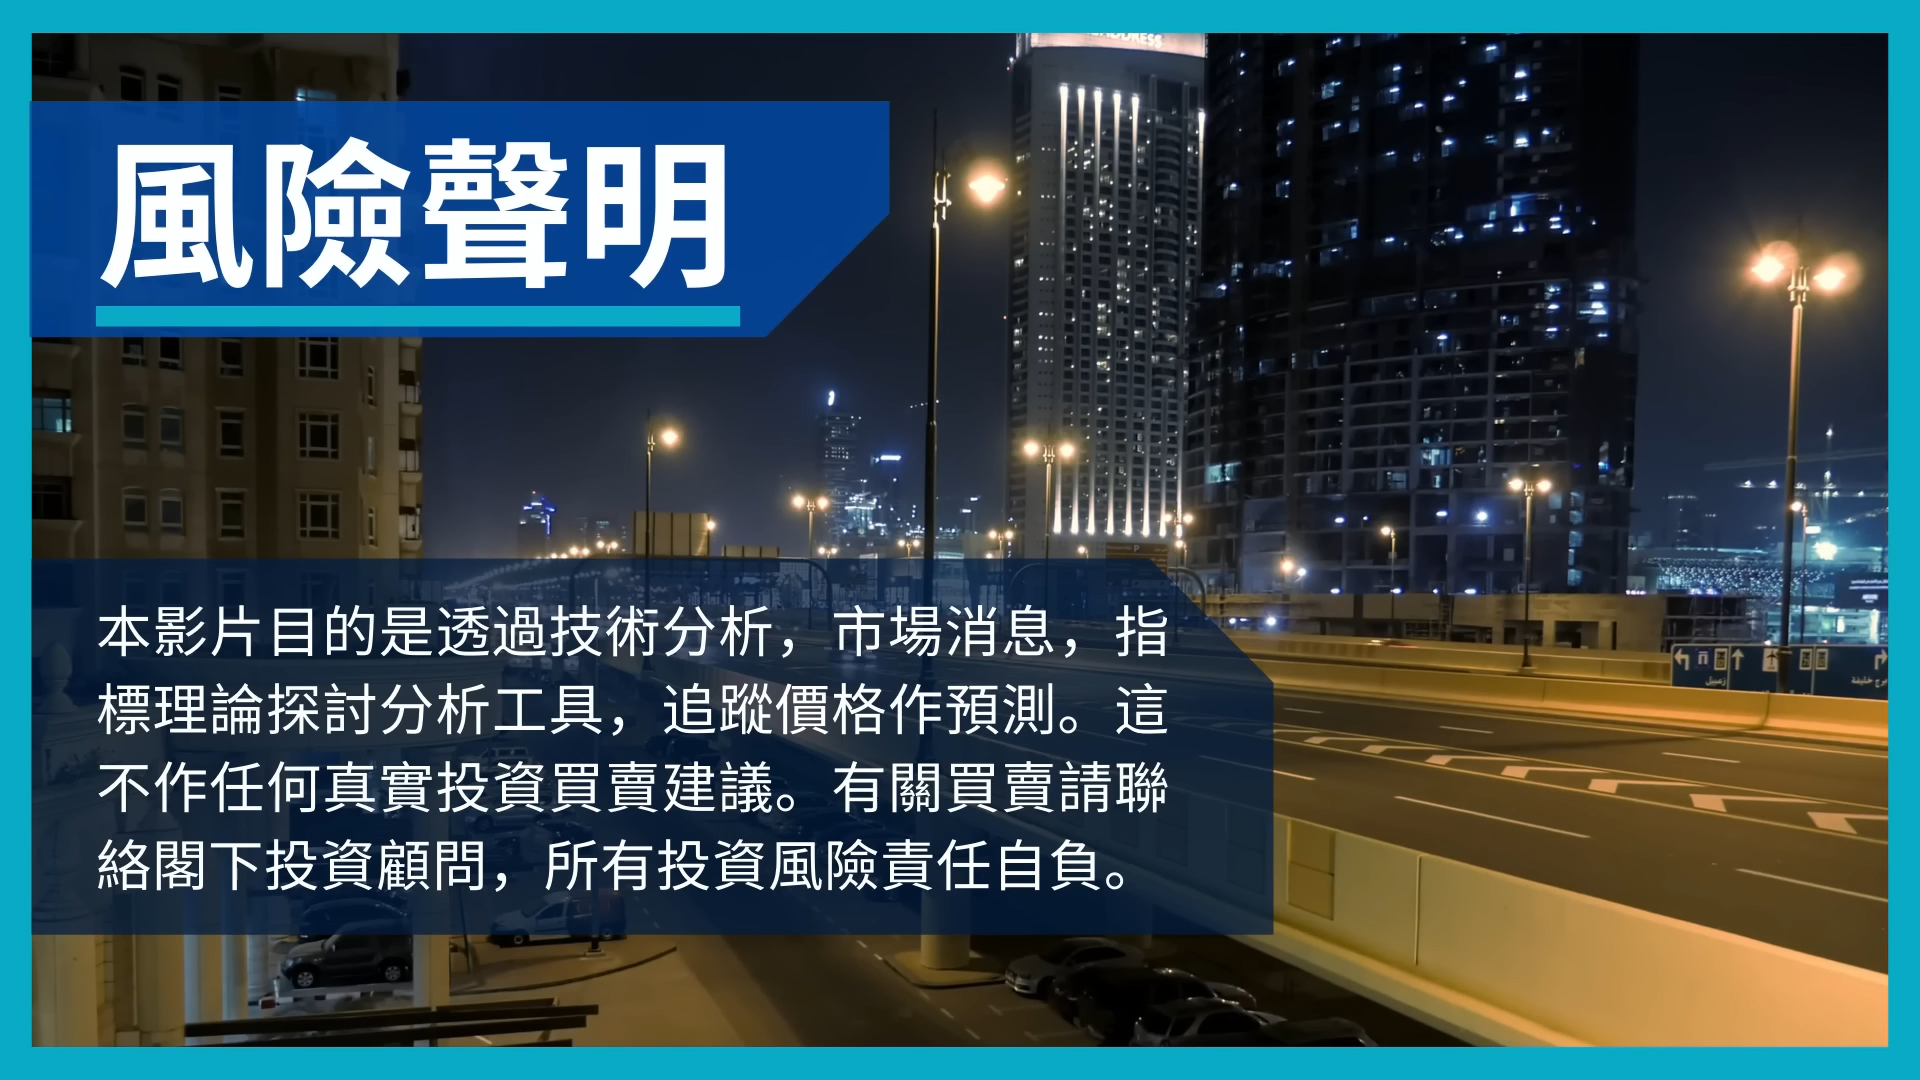 風險聲明
本影片目的是透過技術分析，市場消息，指
標理論探討分析工具，追蹤價格作預測。這
不作任何真實投資買賣建議。有關買賣請聯
絡閣下投資顧問，所有投資風險責任自負。
ADDRESS
P